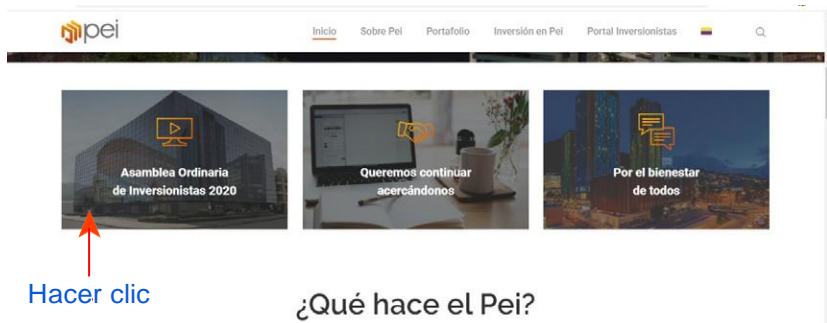 pei
Inicio Sobre Pei Portafolio Inversión en Pei Portal Inversionistas
Asamblea Ordinaria
de Inversionistas 2020
Queremos continuar
acercándonos
Por el bienestar
de todos
Hacer clic
¿Qué hace el Pei?